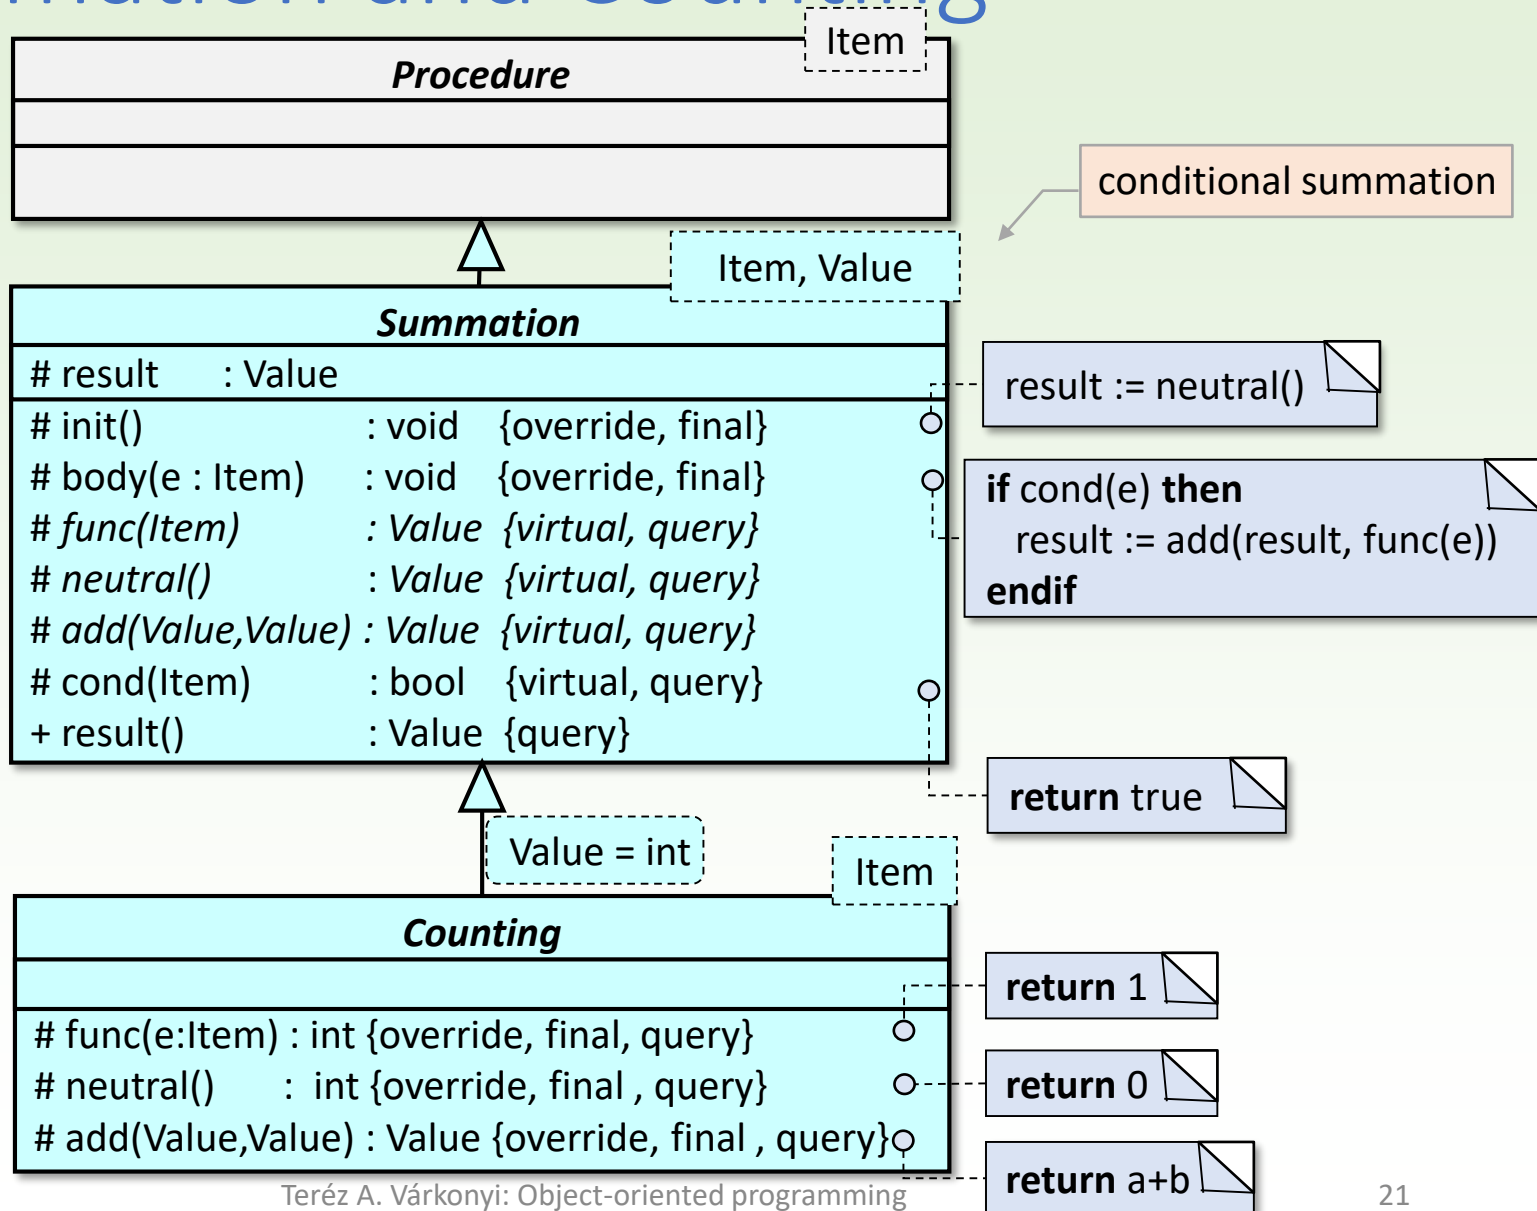 and Counting
Item
Procedure
conditional summation
Item, Value
Summation
# result : Value
result := neutral()
# init() : void {override, final}
# body(e : Item) : void {override, final}
# func(Item) : Value {virtual, query}
# neutral() : Value {virtual, query}
# add(Value,Value) : Value {virtual, query}
# cond(Item) : bool {virtual, query}
+ result() : Value {query}
if cond(e) then
result := add(result, func(e))
endif
return true
Value = int
Item
Counting
# func(e:Item) : int {override, final, query}
# neutral() : int {override, final , query}
# add(Value,Value) : Value {override, final , query}
return 1
return 0
return a+b
Teréz A. Várkonyi: Object-oriented programming
21